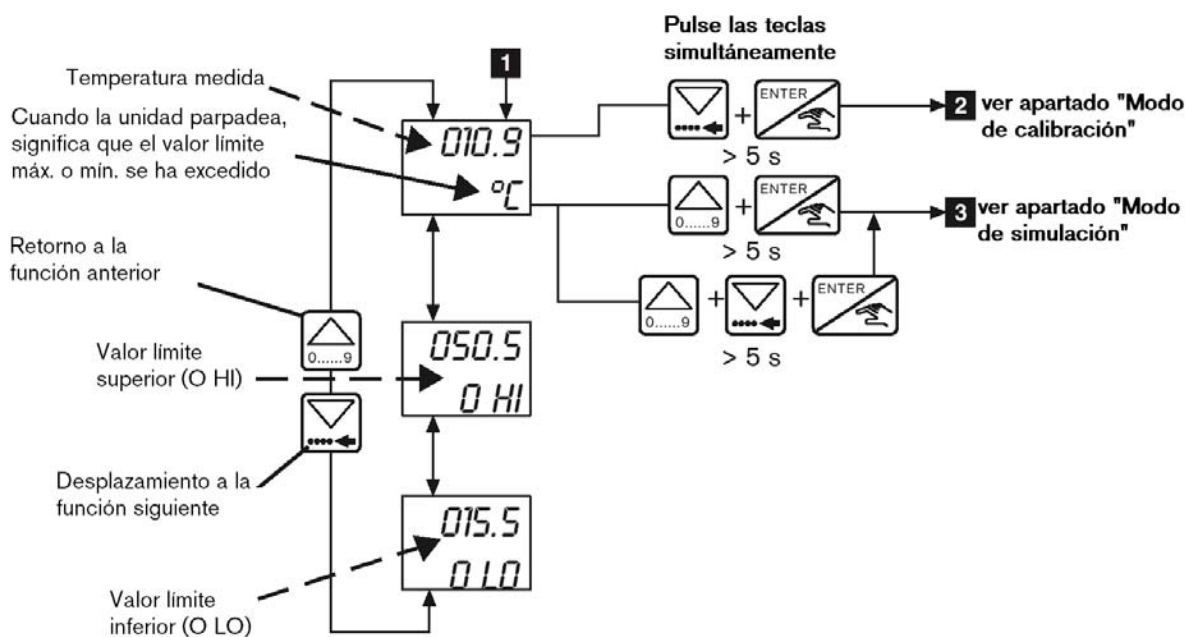 Pulse las teclas
simultáneamente
Temperatura medida
1
Cuando la unidad parpadea,
significa que el valor límite
máx. o mín. se ha excedido
010.9
°C
ENTER
+
> 5 s
2 ver apartado "Modo
de calibración"
0......9
+
ENTER
> 5 s
3 ver apartado "Modo
de simulación"
0......9
+
+
ENTER
> 5 s
Retorno a la
función anterior
0......9
Valor límite
superior (O HI)
050.5
O HI
Desplazamiento a la
función siguiente
015.5
O LO
Valor límite
inferior (O LO)